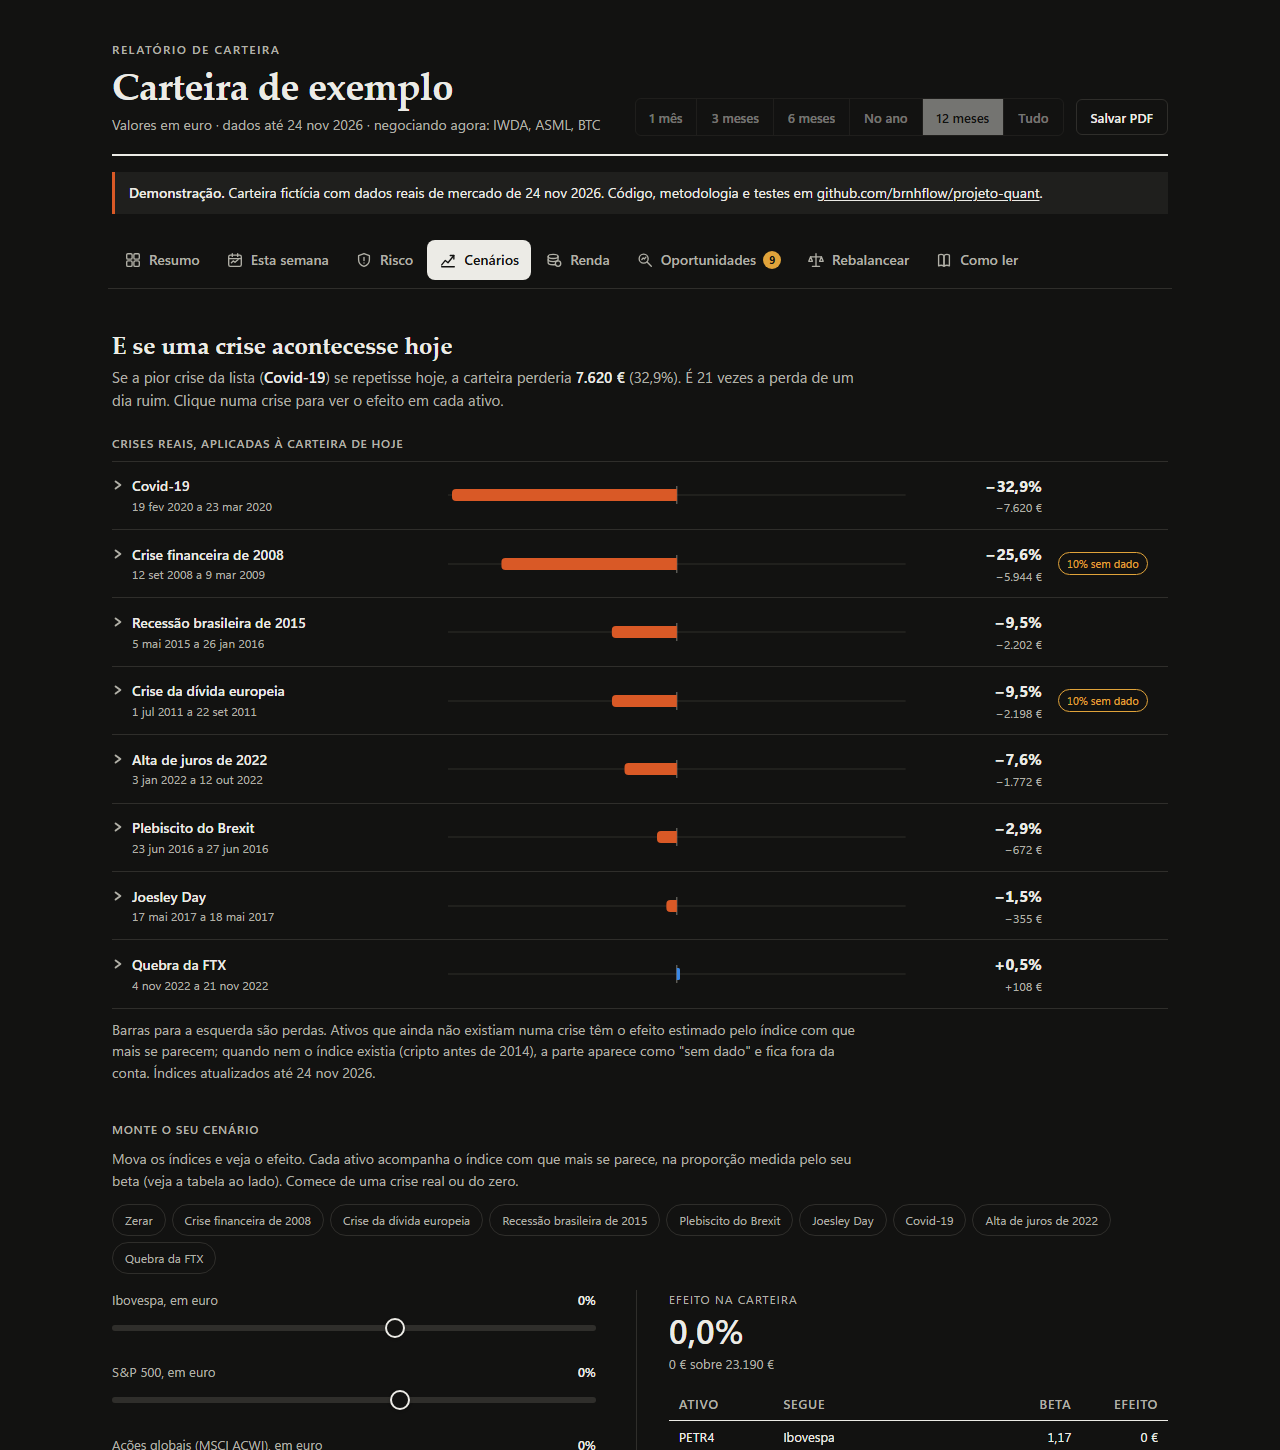 RELATÓRIO DE CARTEIRA
Carteira de exemplo
Valores em euro · dados até 24 nov 2026 · negociando agora: IWDA, ASML, BTC
1 mês
3 meses
6 meses
No ano
12 meses
Tudo
Salvar PDF
Demonstração. Carteira fictícia com dados reais de mercado de 24 nov 2026. Código, metodologia e testes em github.com/brnhflow/projeto-quant.
Resumo
Esta semana
Risco
Cenários
Renda
Oportunidades 9
Rebalancear
Como ler
E se uma crise acontecesse hoje
Se a pior crise da lista (Covid-19) se repetisse hoje, a carteira perderia 7.620 € (32,9%). É 21 vezes a perda de um
dia ruim. Clique numa crise para ver o efeito em cada ativo.
CRISES REAIS, APLICADAS À CARTEIRA DE HOJE
Covid-19
19 fev 2020 a 23 mar 2020
−32,9%
−7.620 €
Crise financeira de 2008
12 set 2008 a 9 mar 2009
−25,6%
−5.944 €
10% sem dado
Recessão brasileira de 2015
5 mai 2015 a 26 jan 2016
−9,5%
−2.202 €
Crise da dívida europeia
1 jul 2011 a 22 set 2011
−9,5%
−2.198 €
10% sem dado
Alta de juros de 2022
3 jan 2022 a 12 out 2022
−7,6%
−1.772 €
Plebiscito do Brexit
23 jun 2016 a 27 jun 2016
−2,9%
−672 €
Joesley Day
17 mai 2017 a 18 mai 2017
−1,5%
−355 €
Quebra da FTX
4 nov 2022 a 21 nov 2022
+0,5%
+108 €
Barras para a esquerda são perdas. Ativos que ainda não existiam numa crise têm o efeito estimado pelo índice com que
mais se parecem; quando nem o índice existia (cripto antes de 2014), a parte aparece como "sem dado" e fica fora da
conta. Índices atualizados até 24 nov 2026.
MONTE O SEU CENÁRIO
Mova os índices e veja o efeito. Cada ativo acompanha o índice com que mais se parece, na proporção medida pelo seu
beta (veja a tabela ao lado). Comece de uma crise real ou do zero.
Zerar
Crise financeira de 2008
Crise da dívida europeia
Recessão brasileira de 2015
Plebiscito do Brexit
Joesley Day
Covid-19
Alta de juros de 2022
Quebra da FTX
Ibovespa, em euro 0%
S&P 500, em euro 0%
Ações globais (MSCI ACWI), em euro 0%
EFEITO NA CARTEIRA
0,0%
0 € sobre 23.190 €
ATIVO SEGUE BETA EFEITO
PETR4 Ibovespa 1,17 0 €